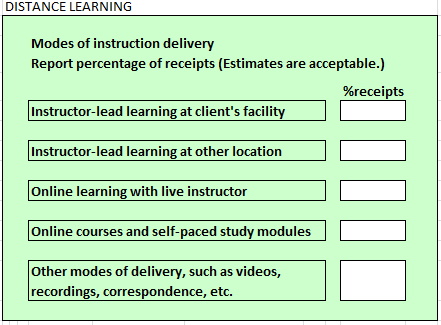 DISTANCE LEARNING
Modes of instruction delivery
Report percentage of receipts (Estimates are acceptable.)
%receipts
Instructor-lead learning at client's facility
Instructor-lead learning at other location
Online learning with live instructor
Online courses and self-paced study modules
Other modes of delivery, such as videos,
recordings, correspondence, etc.